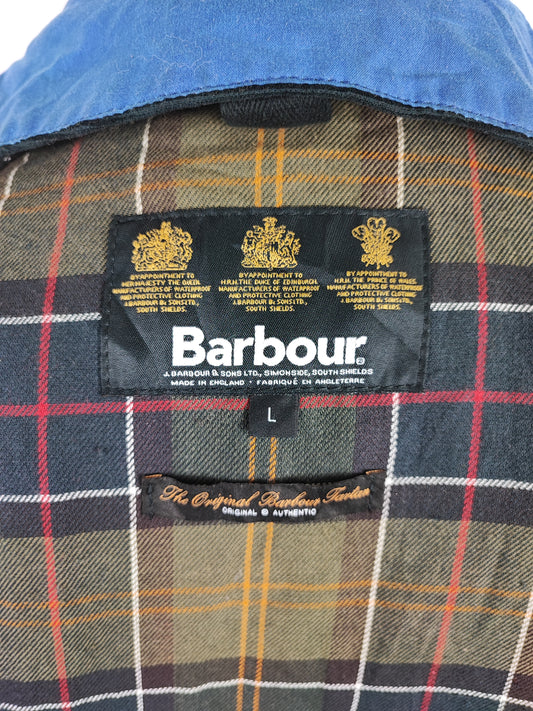 BY APPOINTMENT TO
HER MAJESTY THE QUEEN
MANUFACTURERS OF WATERPROOF
AND PROTECTIVE CLOTHING
J. BARBOUR & SONS LTD,
SOUTH SHIELDS.
BY APPOINTMENT TO
H.R.H. THE DUKE OF EDINBURGH
MANUFACTURERS OF WATERPROOF
AND PROTECTIVE CLOTHING
J. BARBOUR & SONS LTD,
SOUTH SHIELDS.
BY APPOINTMENT TO
H.R.H. THE PRINCE OF WALES
MANUFACTURERS OF WATERPROOF
AND PROTECTIVE CLOTHING
J. BARBOUR & SONS LTD,
SOUTH SHIELDS.
Barbour®
J. BARBOUR & SONS LTD., SIMONSIDE, SOUTH SHIELDS
MADE IN ENGLAND • FABRIQUÉ EN ANGLETERRE
L
The Original Barbour Tartan
ORIGINAL & AUTHENTIC